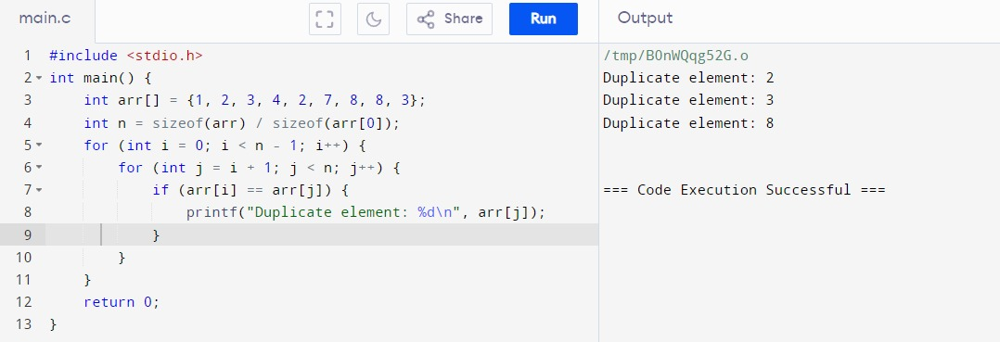 main.c
Share
Run
Output
1 #include <stdio.h>
2 int main() {
3     int arr[] = {1, 2, 3, 4, 2, 7, 8, 8, 3};
4     int n = sizeof(arr) / sizeof(arr[0]);
5     for (int i = 0; i < n - 1; i++) {
6         for (int j = i + 1; j < n; j++) {
7             if (arr[i] == arr[j]) {
8                 printf("Duplicate element: %d\n", arr[j]);
9             }
10         }
11     }
12     return 0;
13 }
/tmp/B0nWQqg52G.o
Duplicate element: 2
Duplicate element: 3
Duplicate element: 8
=== Code Execution Successful ===